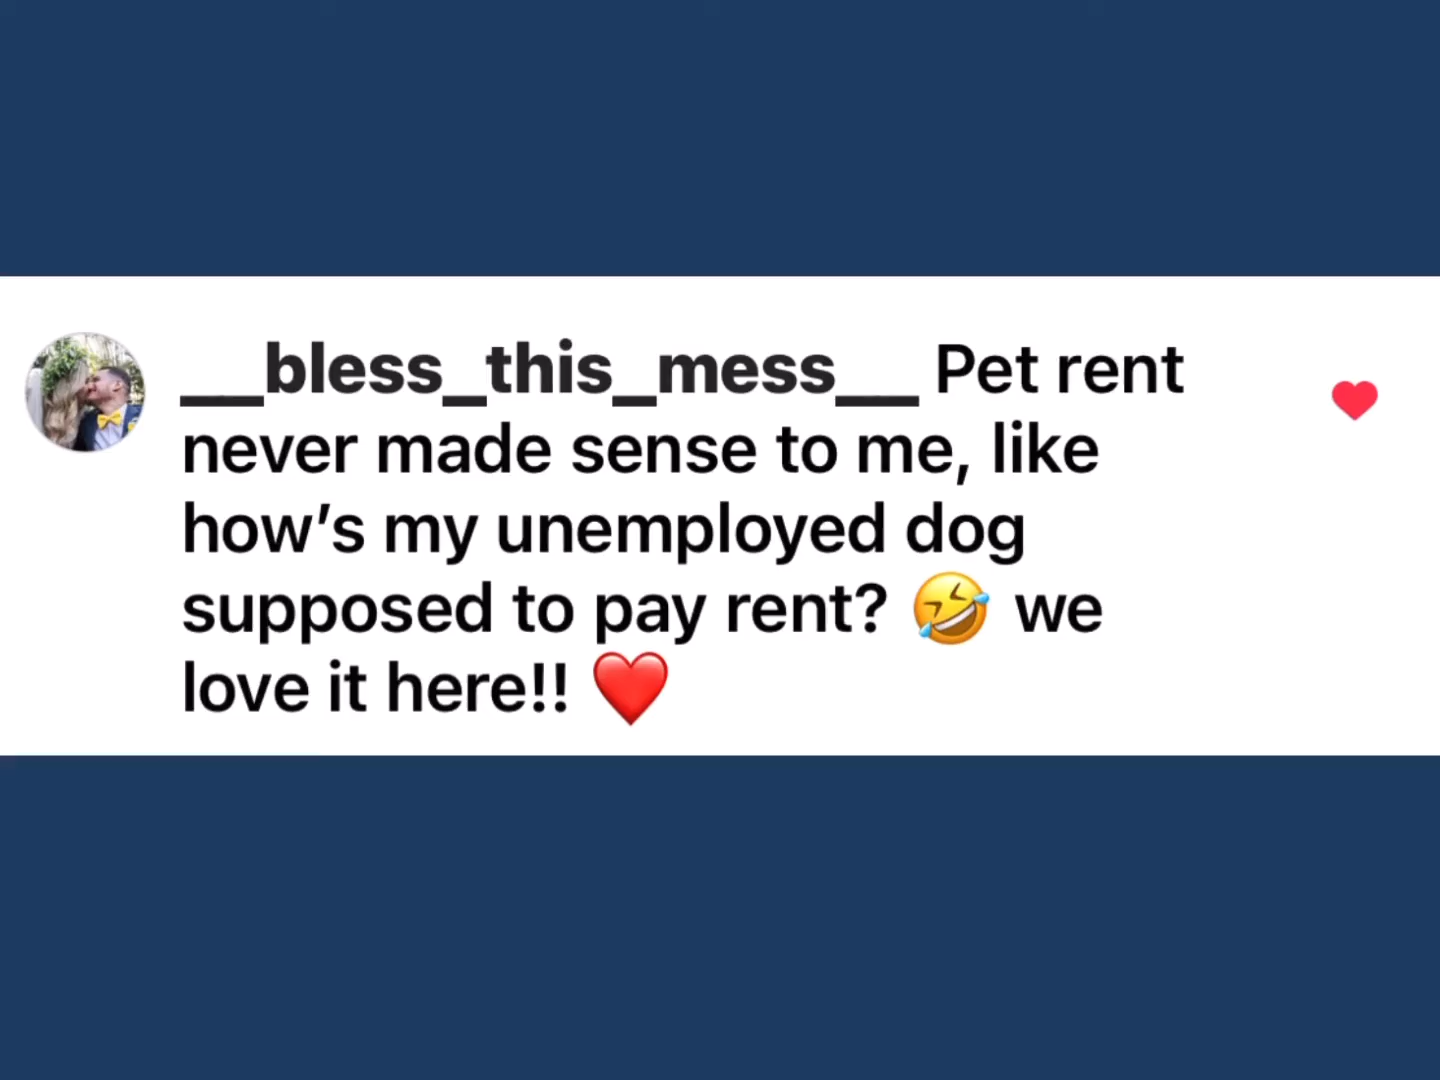 __bless_this_mess__ Pet rent
never made sense to me, like
how’s my unemployed dog
supposed to pay rent? 🤣 we
love it here!! ❤️